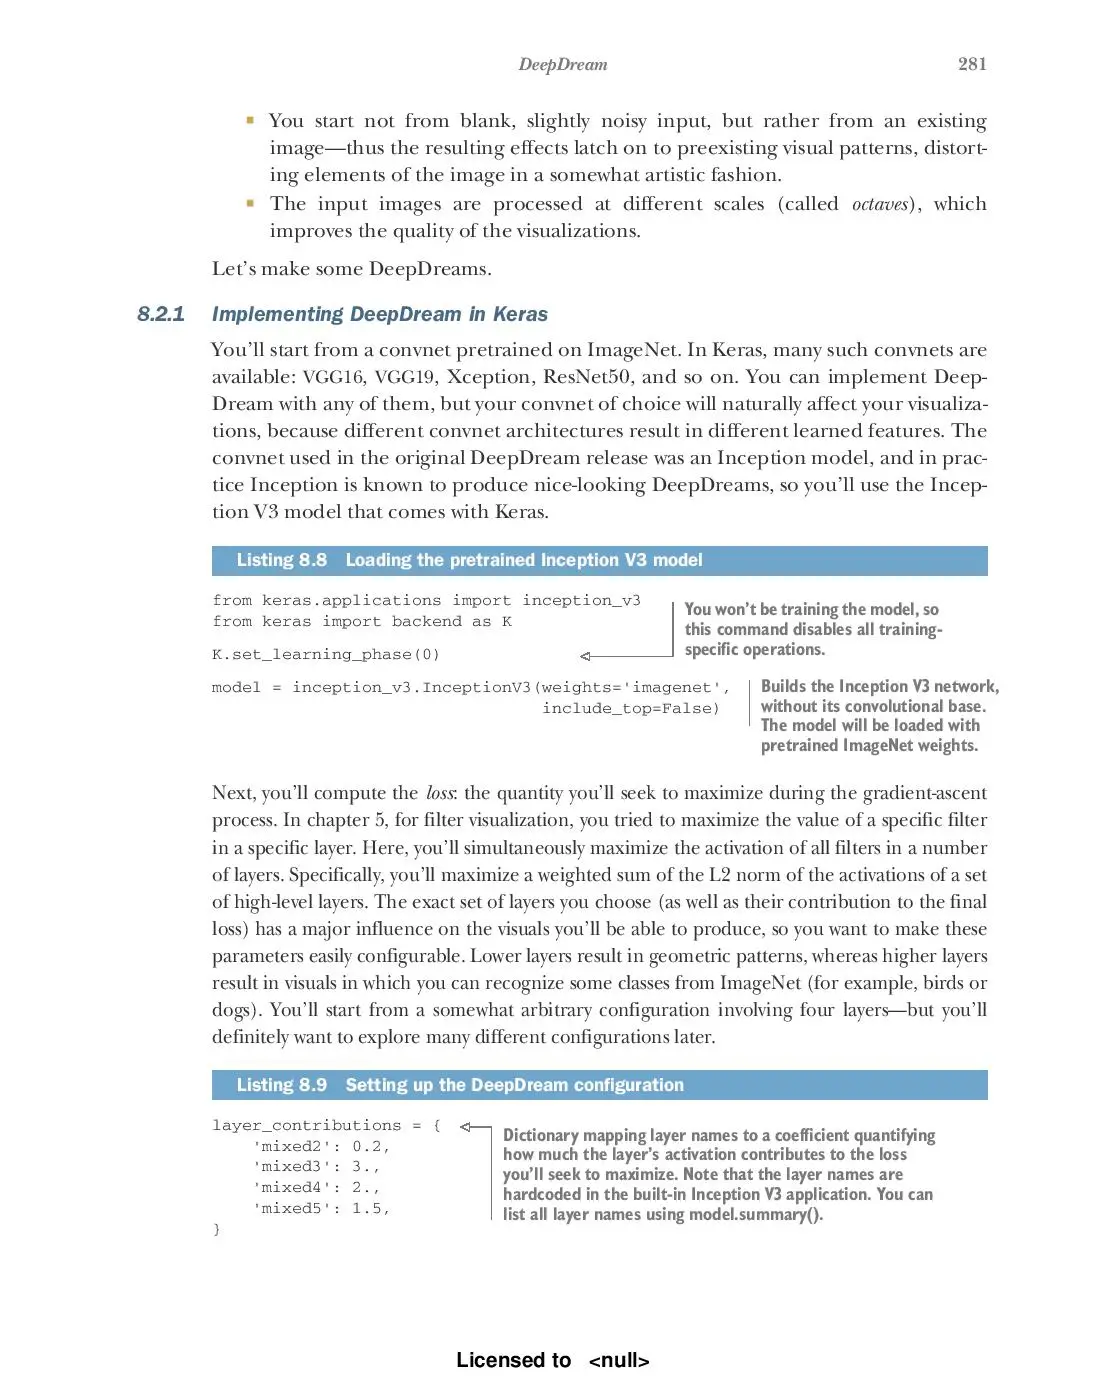 DeepDream 281
▪ You start not from blank, slightly noisy input, but rather from an existing
image—thus the resulting effects latch on to preexisting visual patterns, distort-
ing elements of the image in a somewhat artistic fashion.
▪ The input images are processed at different scales (called octaves), which
improves the quality of the visualizations.
Let's make some DeepDreams.
8.2.1 Implementing DeepDream in Keras
You'll start from a convnet pretrained on ImageNet. In Keras, many such convnets are
available: VGG16, VGG19, Xception, ResNet50, and so on. You can implement Deep-
Dream with any of them, but your convnet of choice will naturally affect your visualiza-
tions, because different convnet architectures result in different learned features. The
convnet used in the original DeepDream release was an Inception model, and in prac-
tice Inception is known to produce nice-looking DeepDreams, so you'll use the Incep-
tion V3 model that comes with Keras.
Listing 8.8 Loading the pretrained Inception V3 model
from keras.applications import inception_v3
from keras import backend as K
K.set_learning_phase(0)
You won't be training the model, so
this command disables all training-
specific operations.
model = inception_v3.InceptionV3(weights='imagenet',
include_top=False)
Builds the Inception V3 network,
without its convolutional base.
The model will be loaded with
pretrained ImageNet weights.
Next, you'll compute the loss: the quantity you'll seek to maximize during the gradient-ascent
process. In chapter 5, for filter visualization, you tried to maximize the value of a specific filter
in a specific layer. Here, you'll simultaneously maximize the activation of all filters in a number
of layers. Specifically, you'll maximize a weighted sum of the L2 norm of the activations of a set
of high-level layers. The exact set of layers you choose (as well as their contribution to the final
loss) has a major influence on the visuals you'll be able to produce, so you want to make these
parameters easily configurable. Lower layers result in geometric patterns, whereas higher layers
result in visuals in which you can recognize some classes from ImageNet (for example, birds or
dogs). You'll start from a somewhat arbitrary configuration involving four layers—but you'll
definitely want to explore many different configurations later.
Listing 8.9 Setting up the DeepDream configuration
layer_contributions = {
'mixed2': 0.2,
'mixed3': 3.,
'mixed4': 2.,
'mixed5': 1.5,
}
Dictionary mapping layer names to a coefficient quantifying
how much the layer's activation contributes to the loss
you'll seek to maximize. Note that the layer names are
hardcoded in the built-in Inception V3 application. You can
list all layer names using model.summary().
Licensed to <null>